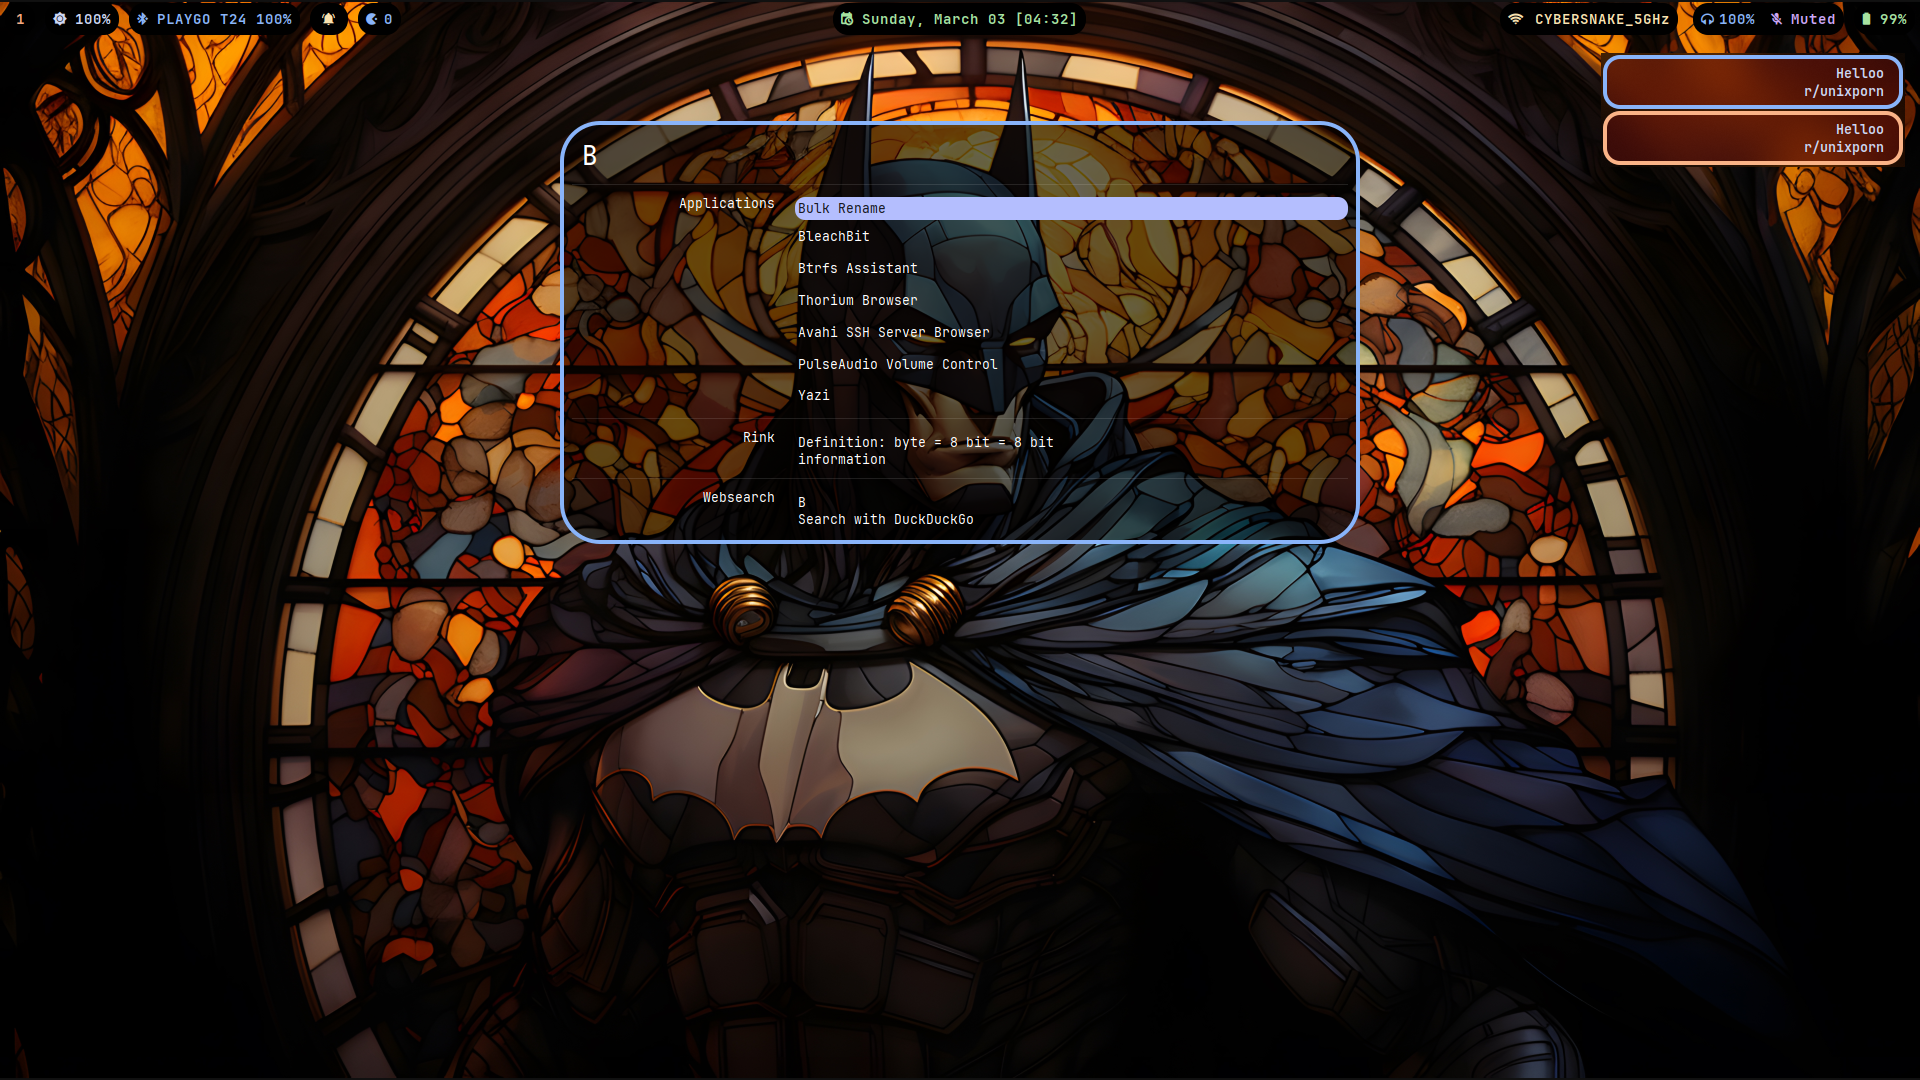 1 100% PLAYGO T24 100% 0 Sunday, March 03 [04:32] CYBERSNAKE_5GHz 100% Muted 99%
Helloo
r/unixporn
Helloo
r/unixporn
B
Applications
Bulk Rename
BleachBit
Btrfs Assistant
Thorium Browser
Avahi SSH Server Browser
PulseAudio Volume Control
Yazi
Rink
Definition: byte = 8 bit = 8 bit
information
Websearch
B
Search with DuckDuckGo